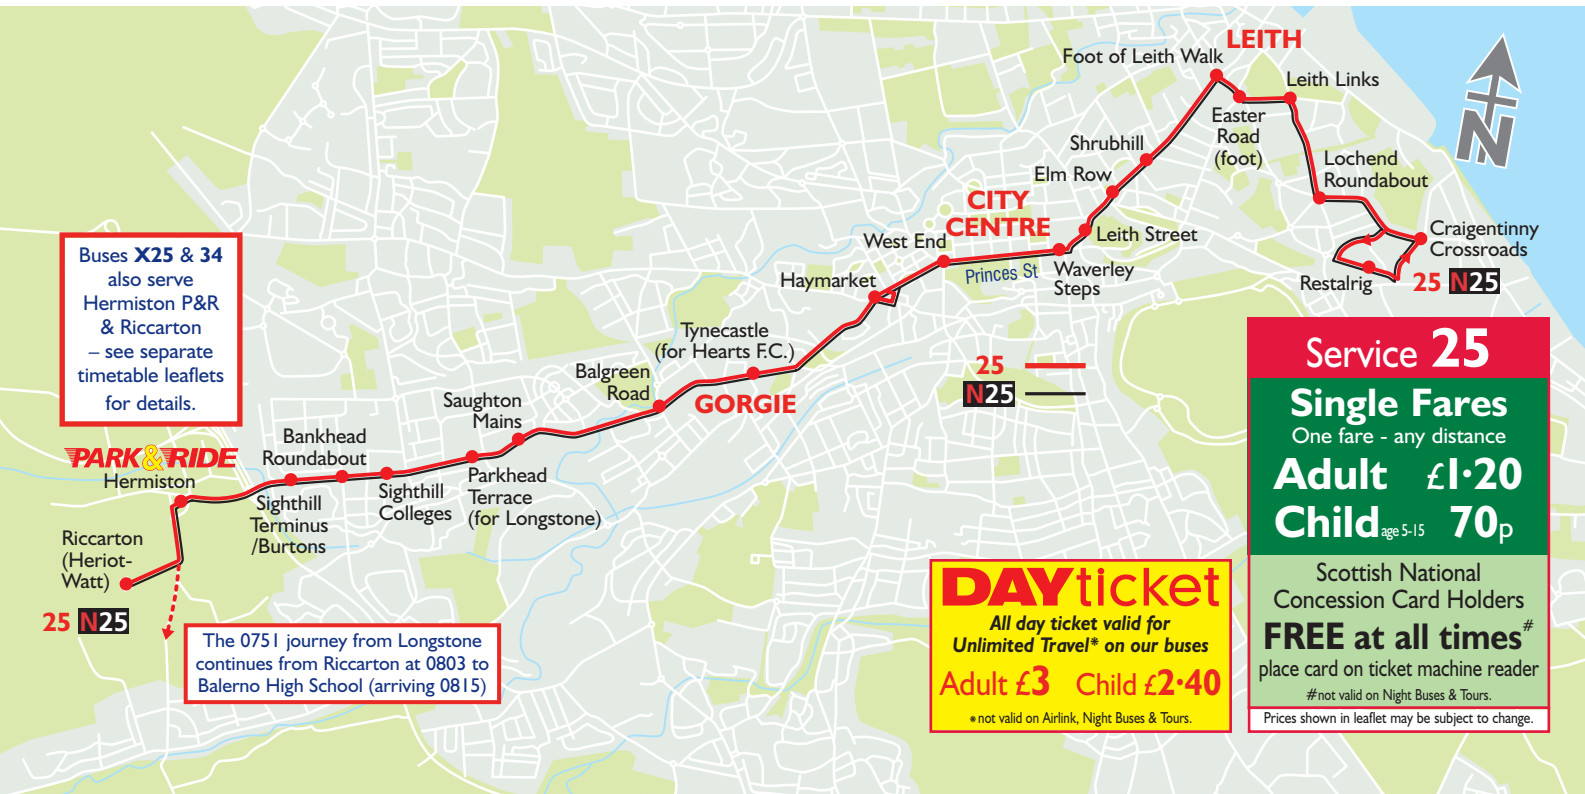 LEITH
Foot of Leith Walk
Leith Links
Easter
Road
(foot)
Shrubhill
Elm Row
Lochend
Roundabout
CITY
CENTRE
Leith Street
West End
Princes St
Waverley
Steps
Craigentinny
Crossroads
Restalrig
25 N25
Haymarket
N
Buses X25 & 34
also serve
Hermiston P&R
& Riccarton
– see separate
timetable leaflets
for details.
Tynecastle
(for Hearts F.C.)
Balgreen
Road
GORGIE
25
N25
Saughton
Mains
Bankhead
Roundabout
PARK&RIDE
Hermiston
Sighthill
Terminus
/Burtons
Sighthill
Colleges
Parkhead
Terrace
(for Longstone)
Riccarton
(Heriot-
Watt)
25 N25
The 0751 journey from Longstone
continues from Riccarton at 0803 to
Balerno High School (arriving 0815)
DAYticket
All day ticket valid for
Unlimited Travel* on our buses
Adult £3 Child £2·40
*not valid on Airlink, Night Buses & Tours.
Service 25
Single Fares
One fare - any distance
Adult £1·20
Child age 5-15 70p
Scottish National
Concession Card Holders
FREE at all times#
place card on ticket machine reader
#not valid on Night Buses & Tours.
Prices shown in leaflet may be subject to change.